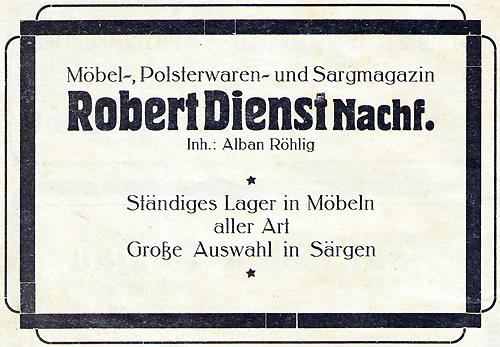 Möbel-, Polsterwaren- und Sargmagazin
Robert Dienst Nachf.
Inh.: Alban Röhlig
Ständiges Lager in Möbeln
aller Art
Große Auswahl in Särgen